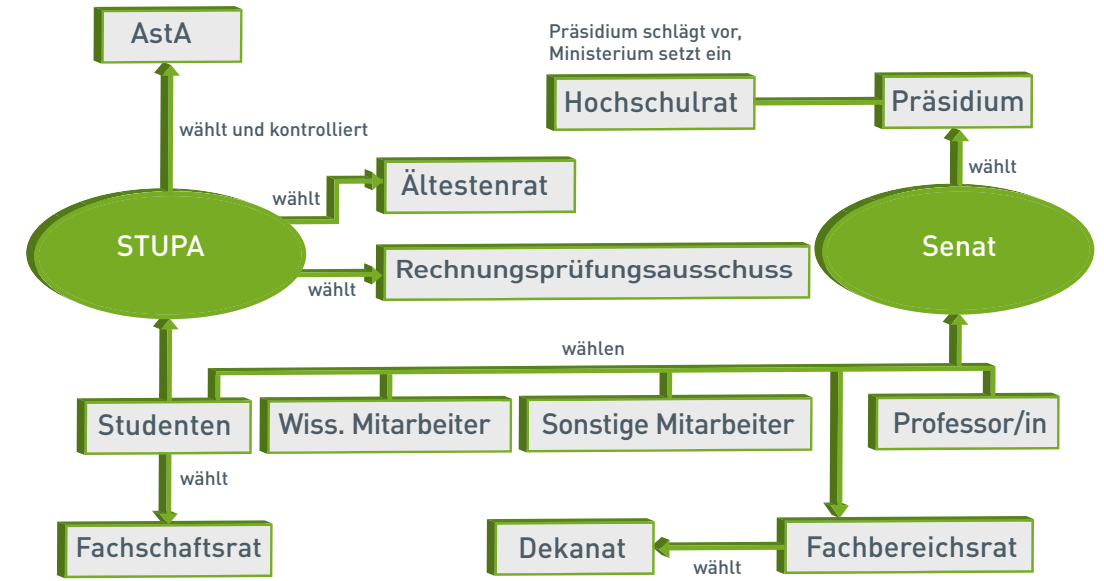 AstA
Präsidium schlägt vor,
Ministerium setzt ein
Hochschulrat
Präsidium
wählt und kontrolliert
wählt
wählt
Ältestenrat
STUPA
Senat
Rechnungsprüfungsausschuss
wählt
wählen
Studenten
Wiss. Mitarbeiter
Sonstige Mitarbeiter
Professor/in
wählt
Fachschaftsrat
Dekanat
Fachbereichsrat
wählt